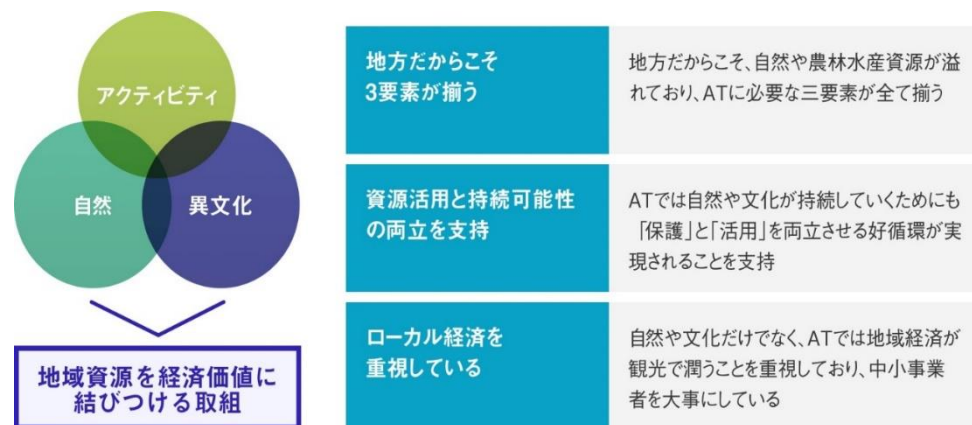 アクティビティ
自然
異文化
地域資源を経済価値に
結びつける取組
地方だからこそ
3要素が揃う
地方だからこそ、自然や農林水産資源が溢
れており、ATに必要な三要素が全て揃う
資源活用と持続可能性
の両立を支持
ATでは自然や文化が持続していくためにも
「保護」と「活用」を両立させる好循環が実
現されることを支持
ローカル経済を
重視している
自然や文化だけでなく、ATでは地域経済が
観光で潤うことを重視しており、中小事業
者を大事にしている